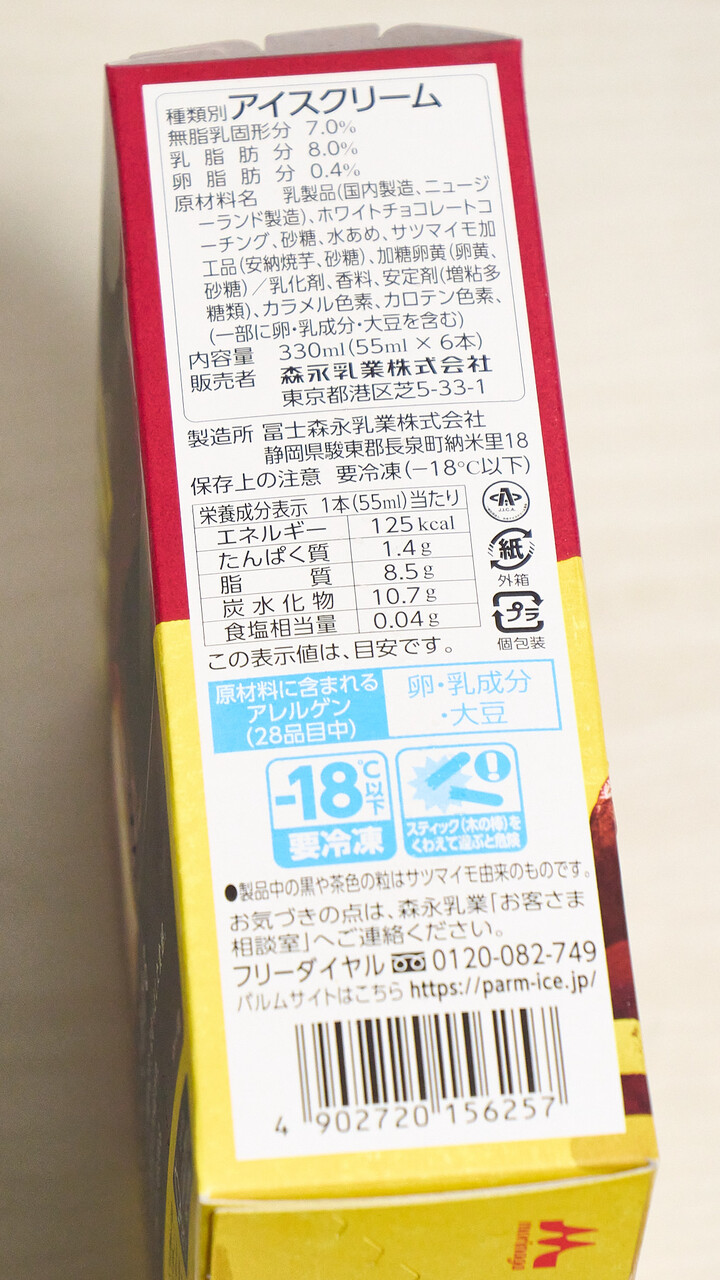 種類別 アイスクリーム
無脂乳固形分 7.0%
乳脂肪分 8.0%
卵脂肪分 0.4%
原材料名 乳製品(国内製造、ニュージ
ーランド製造)、ホワイトチョコレートコ
ーチング、砂糖、水あめ、サツマイモ加
工品(安納焼芋、砂糖)、加糖卵黄(卵黄、
砂糖)/乳化剤、香料、安定剤(増粘多
糖類)、カラメル色素、カロテン色素、
(一部に卵・乳成分・大豆を含む)
内容量 330ml(55ml × 6本)
販売者 森永乳業株式会社
東京都港区芝5-33-1
製造所 冨士森永乳業株式会社
静岡県駿東郡長泉町納米里18
保存上の注意 要冷凍(-18℃以下)
栄養成分表示 1本(55ml)当たり
エネルギー 125kcal
たんぱく質 1.4g
脂質 8.5g
炭水化物 10.7g
食塩相当量 0.04g
この表示値は、目安です。
A
J.I.C.A.
紙
外箱
プラ
個包装
原材料に含まれる
アレルゲン
(28品目中)
卵・乳成分
・大豆
-18℃以下
要冷凍
スティック(木の棒)を
くわえて遊ぶと危険
●製品中の黒や茶色の粒はサツマイモ由来のものです。
お気づきの点は、森永乳業「お客さま
相談室」へご連絡ください。
フリーダイヤル 0120-082-749
パルムサイトはこちら https://parm-ice.jp/
4 902720 156257
morinaga